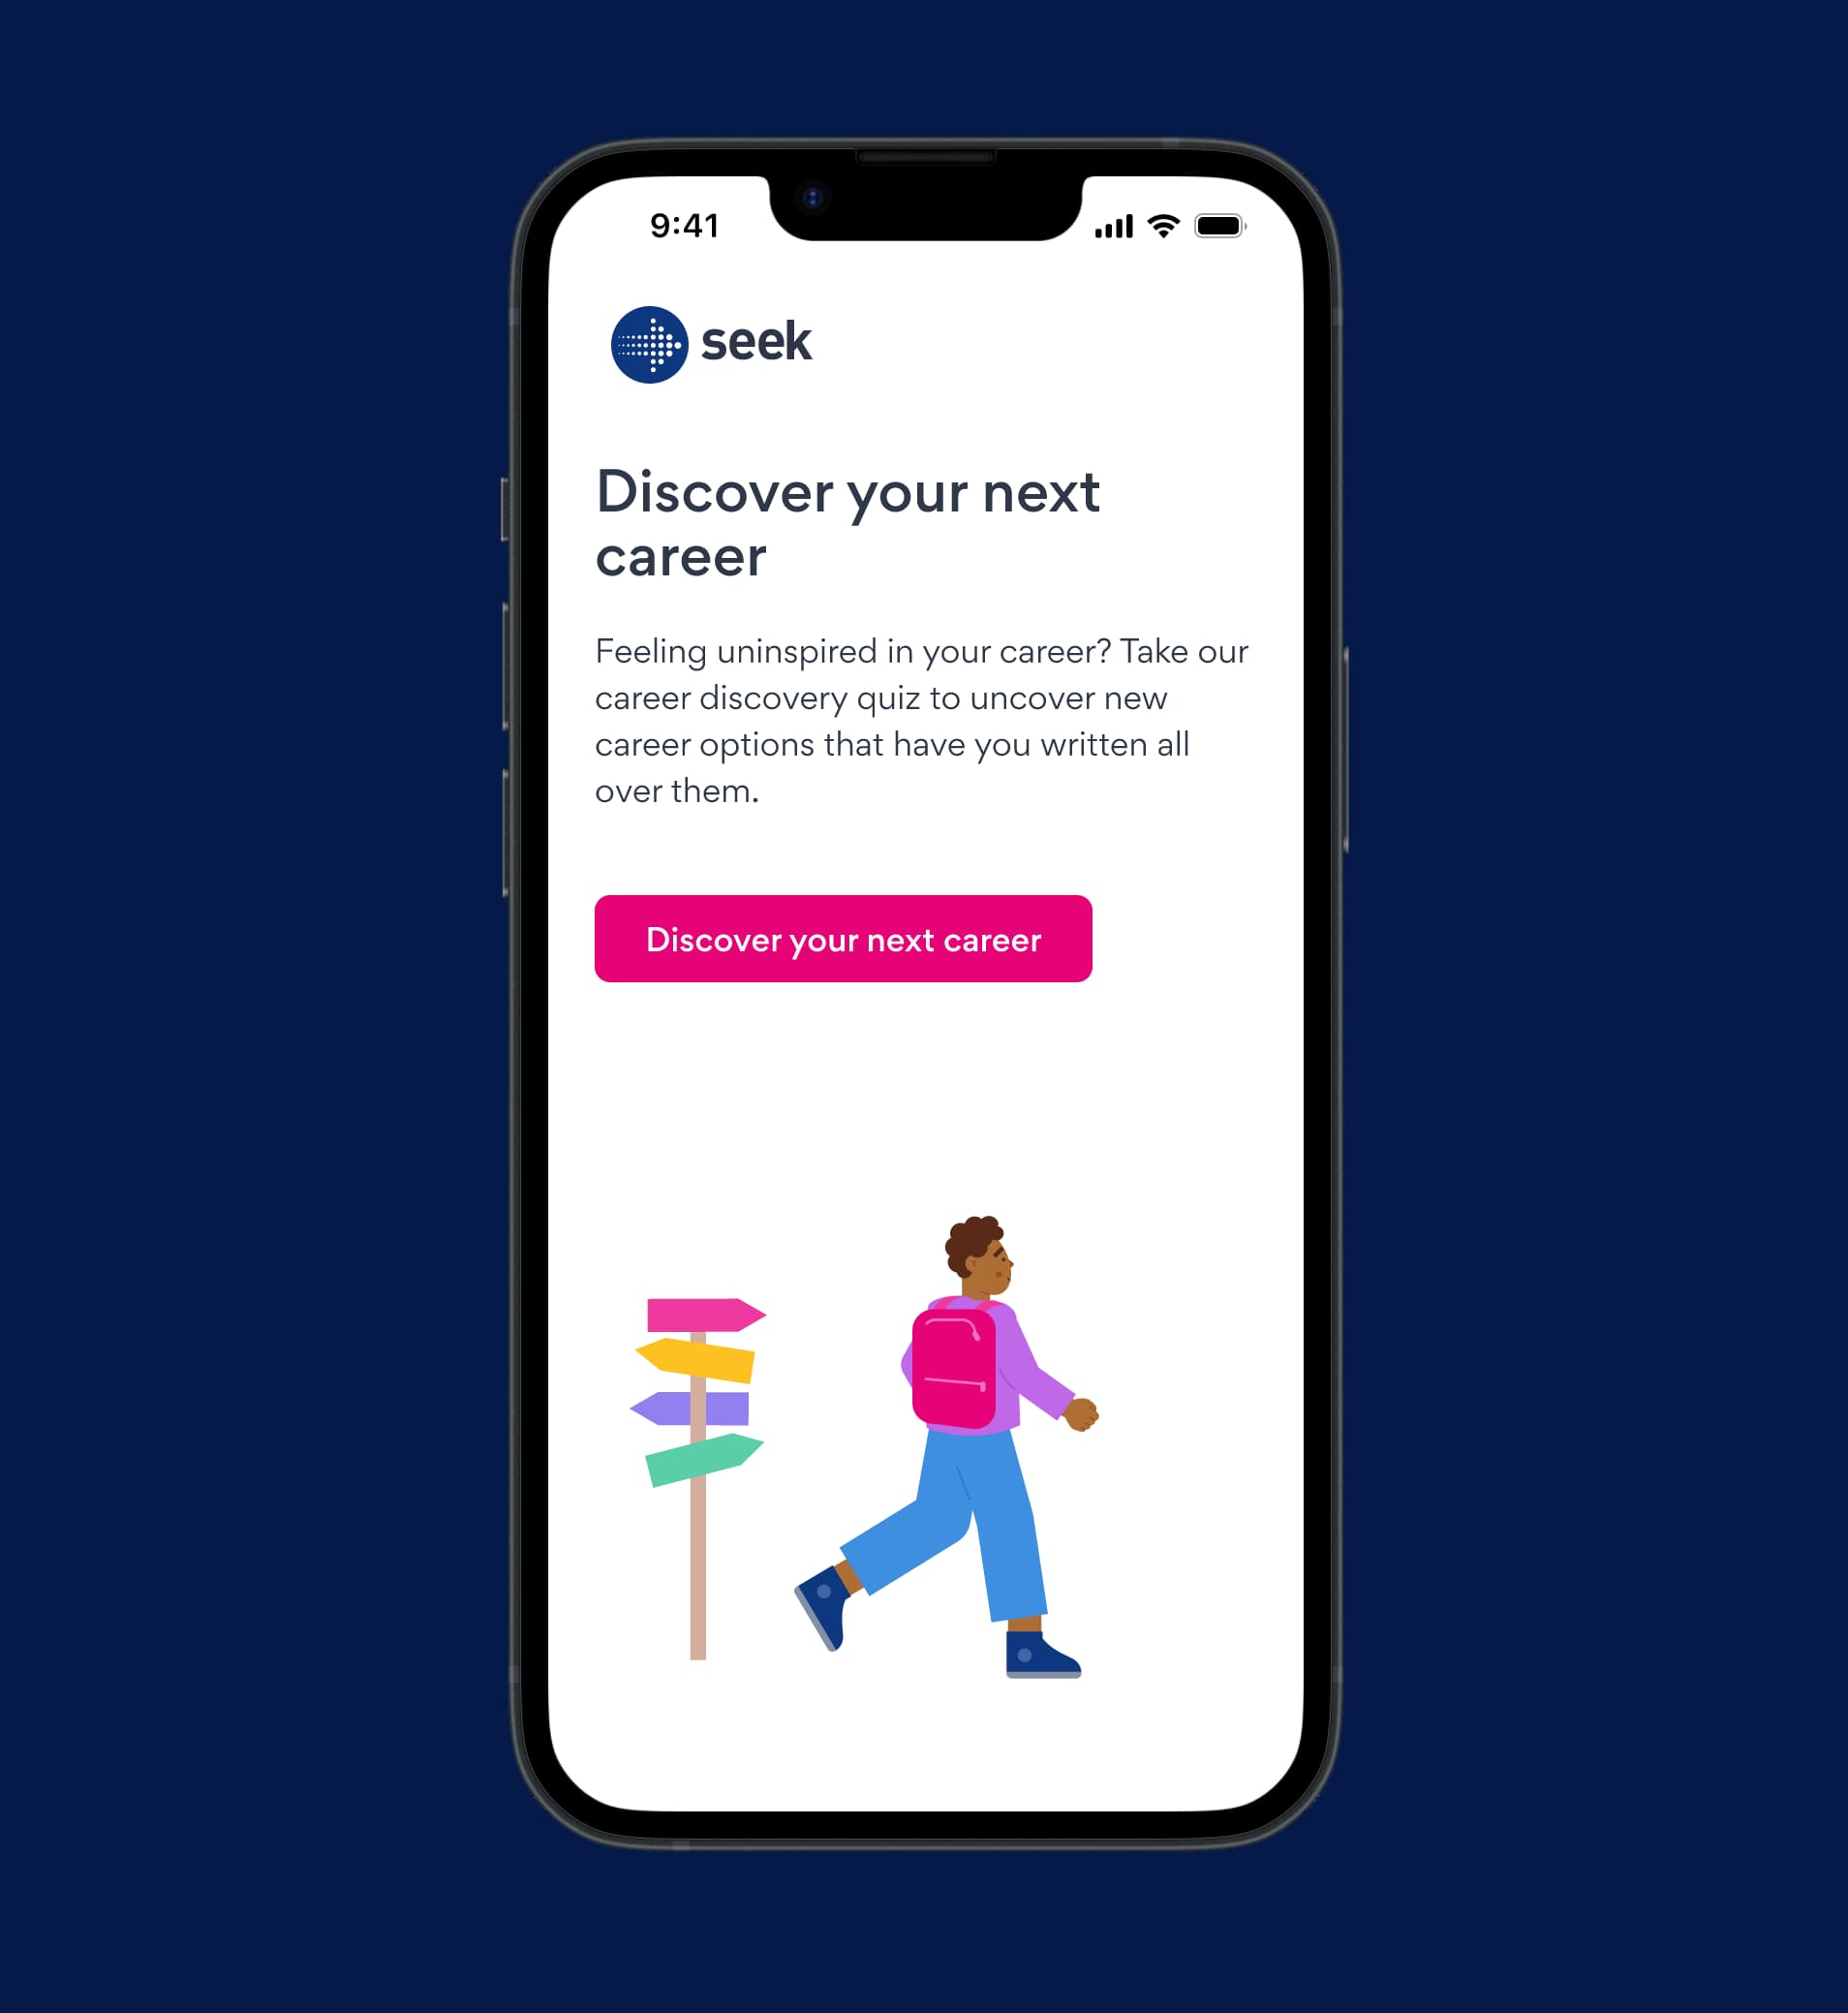 9:41
seek
Discover your next
career
Feeling uninspired in your career? Take our
career discovery quiz to uncover new
career options that have you written all
over them.
Discover your next career